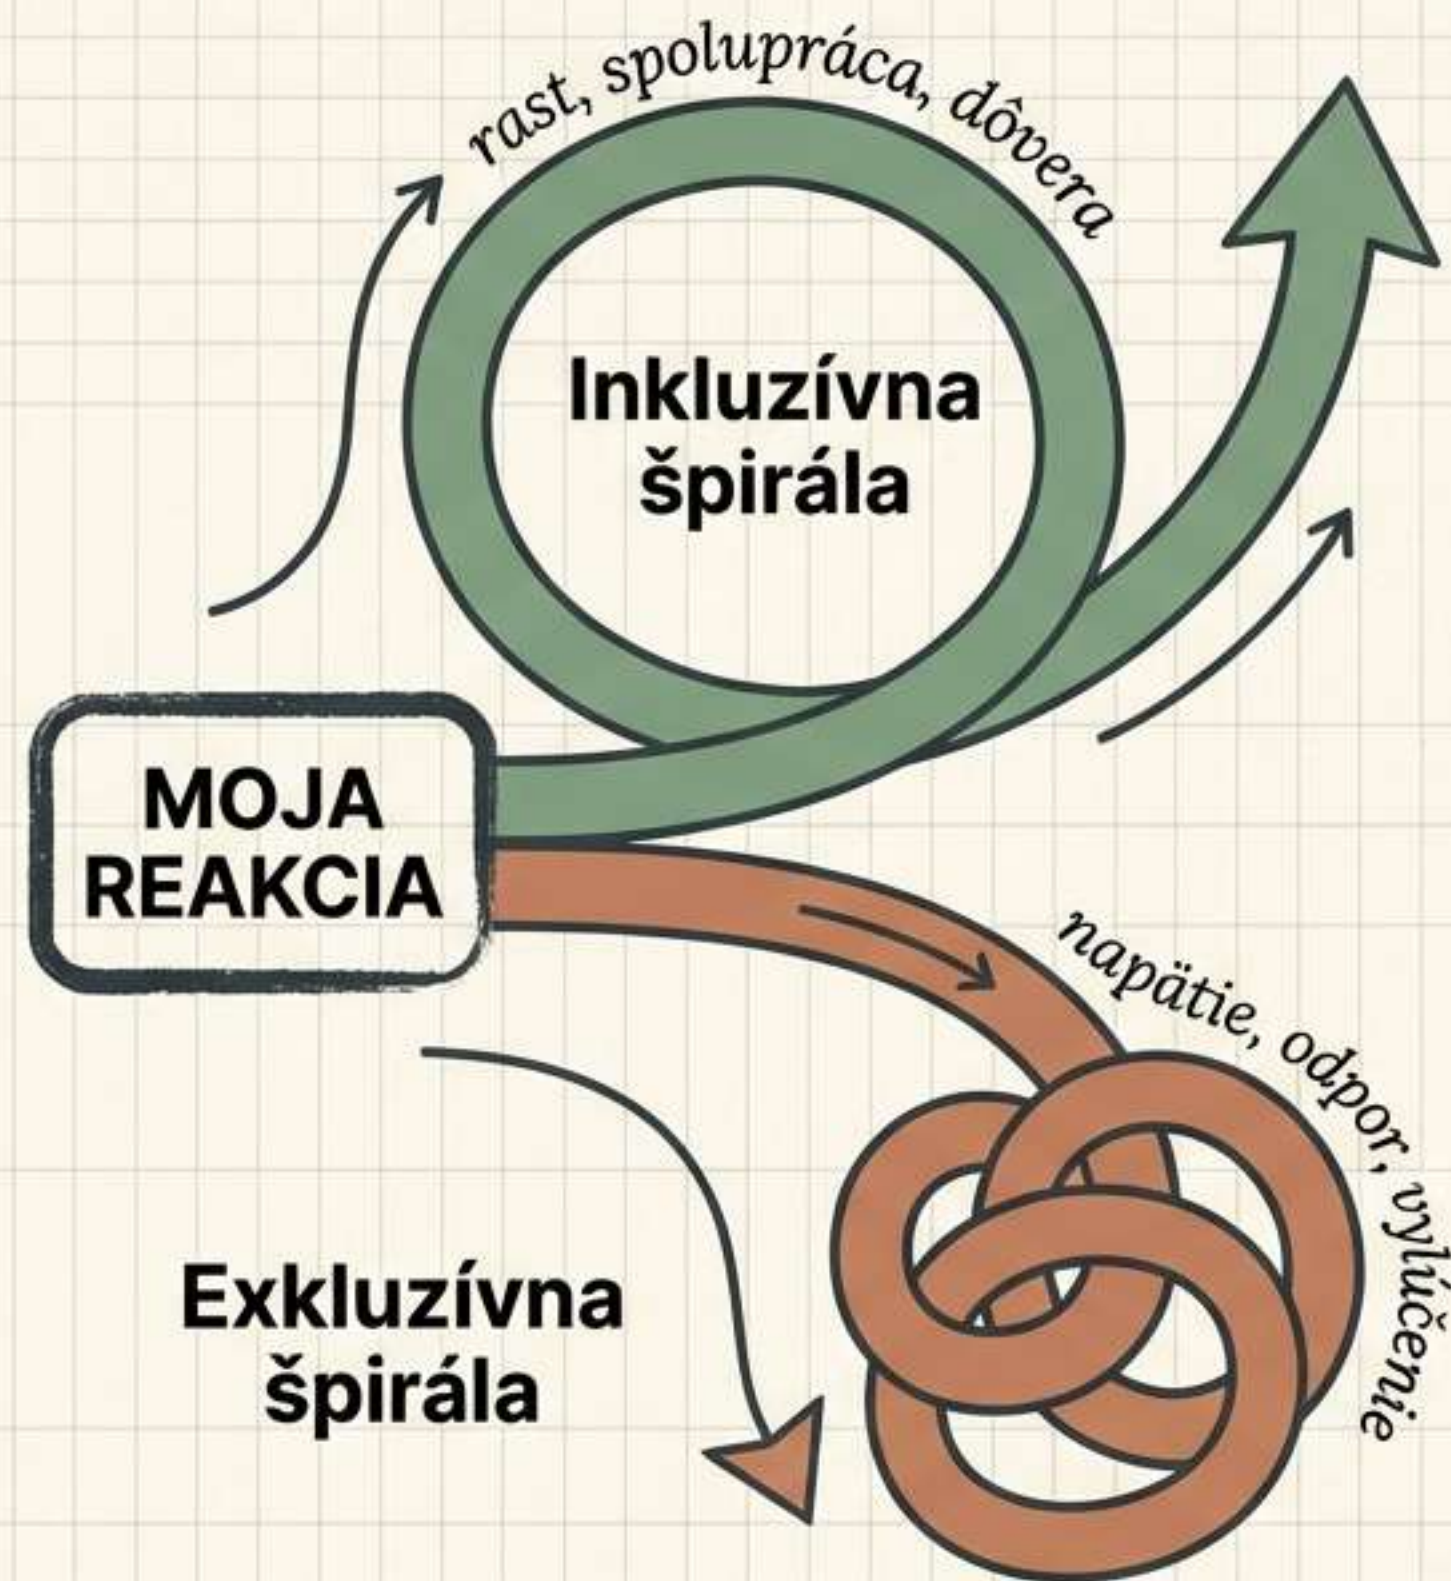 rast, spolupráca, dôvera
Inkluzívna
špirála
MOJA
REAKCIA
napätie, odpor, vylúčenie
Exkluzívna
špirála